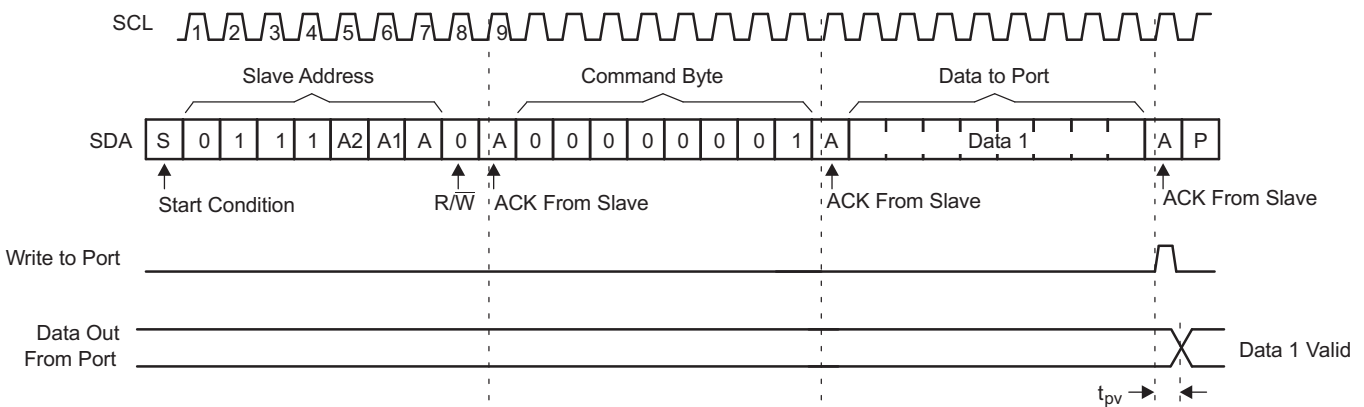 SCL 1 2 3 4 5 6 7 8 9
Slave Address Command Byte Data to Port
SDA S 0 1 1 1 A2 A1 A 0 A 0 0 0 0 0 0 0 1 A Data 1 A P
Start Condition R/W̅ ACK From Slave ACK From Slave ACK From Slave
Write to Port
Data Out
From Port
Data 1 Valid
tpv